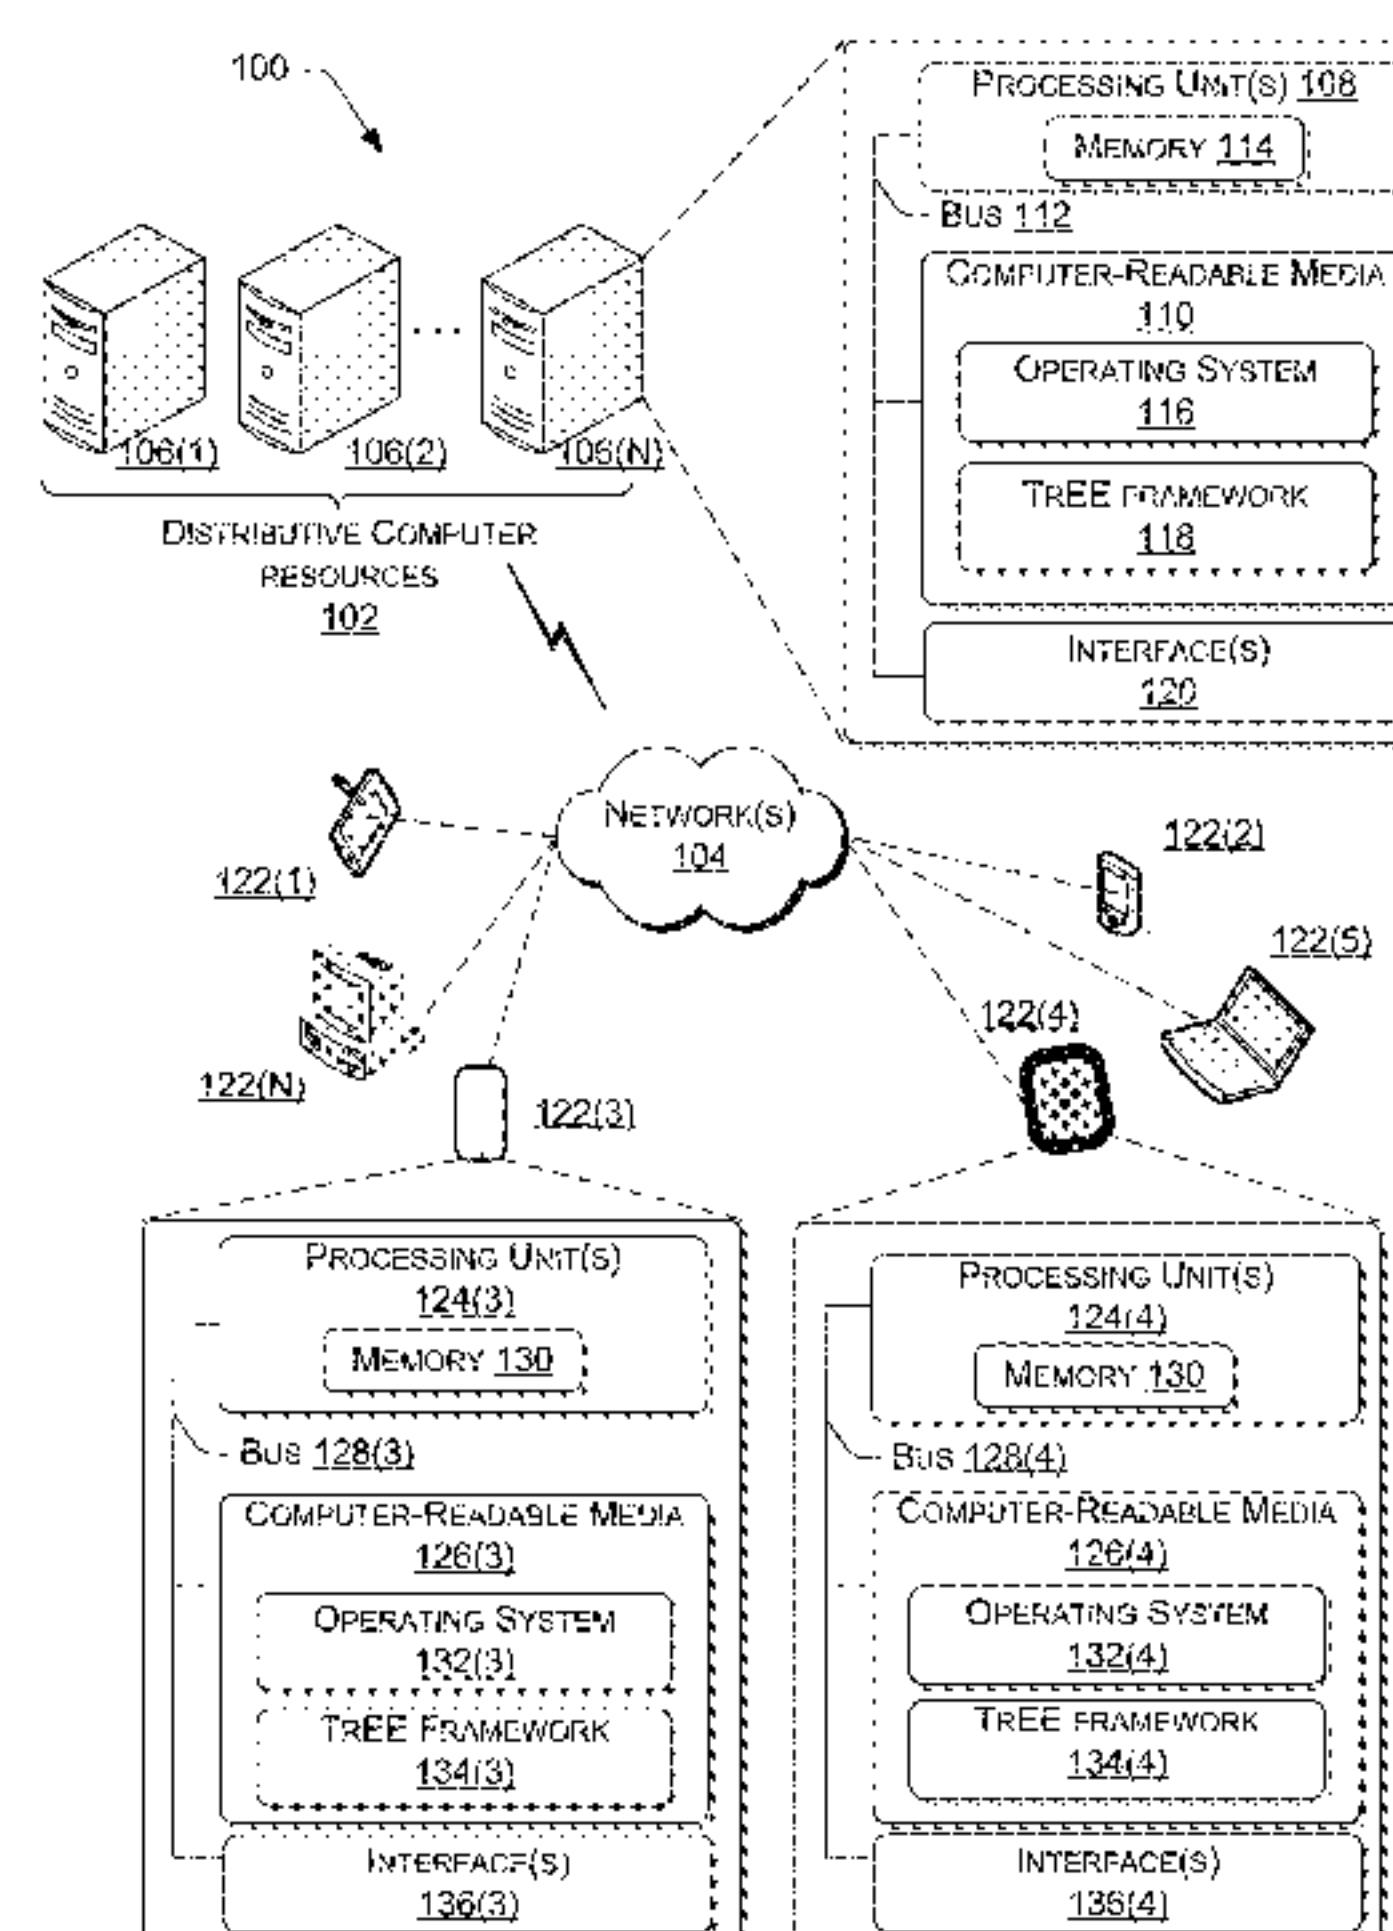 100
PROCESSING UNIT(S) 108
MEMORY 114
BUS 112
COMPUTER-READABLE MEDIA
110
OPERATING SYSTEM
116
TREE FRAMEWORK
118
INTERFACE(S)
120
106(1)
106(2)
106(N)
DISTRIBUTIVE COMPUTER
RESOURCES
102
NETWORK(S)
104
122(1)
122(2)
122(5)
122(N)
122(3)
122(4)
PROCESSING UNIT(S)
124(3)
MEMORY 130
BUS 128(3)
COMPUTER-READABLE MEDIA
126(3)
OPERATING SYSTEM
132(3)
TREE FRAMEWORK
134(3)
INTERFACE(S)
136(3)
PROCESSING UNIT(S)
124(4)
MEMORY 130
BUS 128(4)
COMPUTER-READABLE MEDIA
126(4)
OPERATING SYSTEM
132(4)
TREE FRAMEWORK
134(4)
INTERFACE(S)
136(4)